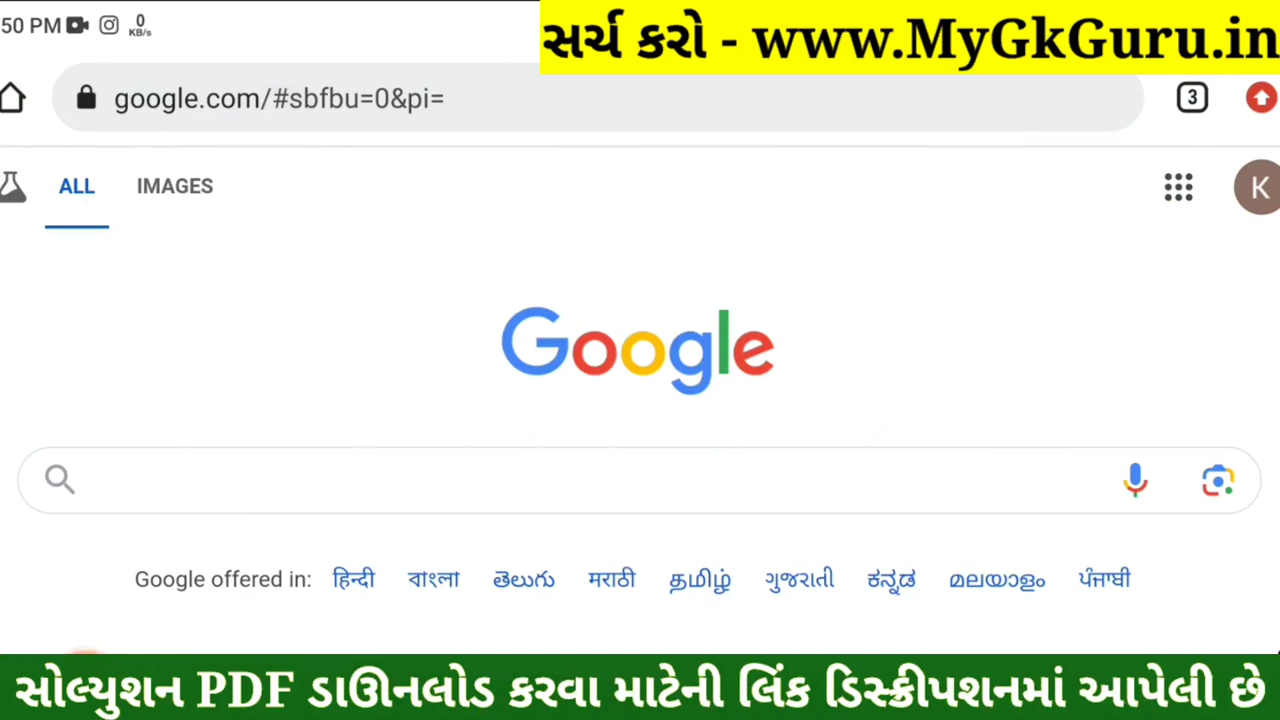 50 PM 0 KB/s
સર્ચ કરો - www.MyGkGuru.in
google.com/#sbfbu=0&pi=
3
ALL IMAGES
K
Google
Google offered in: हिन्दी বাংলা తెలుగు मराठी தமிழ் ગુજરાતી ಕನ್ನಡ മലയാളം ਪੰਜਾਬੀ
સોલ્યુશન PDF ડાઊનલોડ કરવા માટેની લિંક ડિસ્ક્રીપશનમાં આપેલી છે